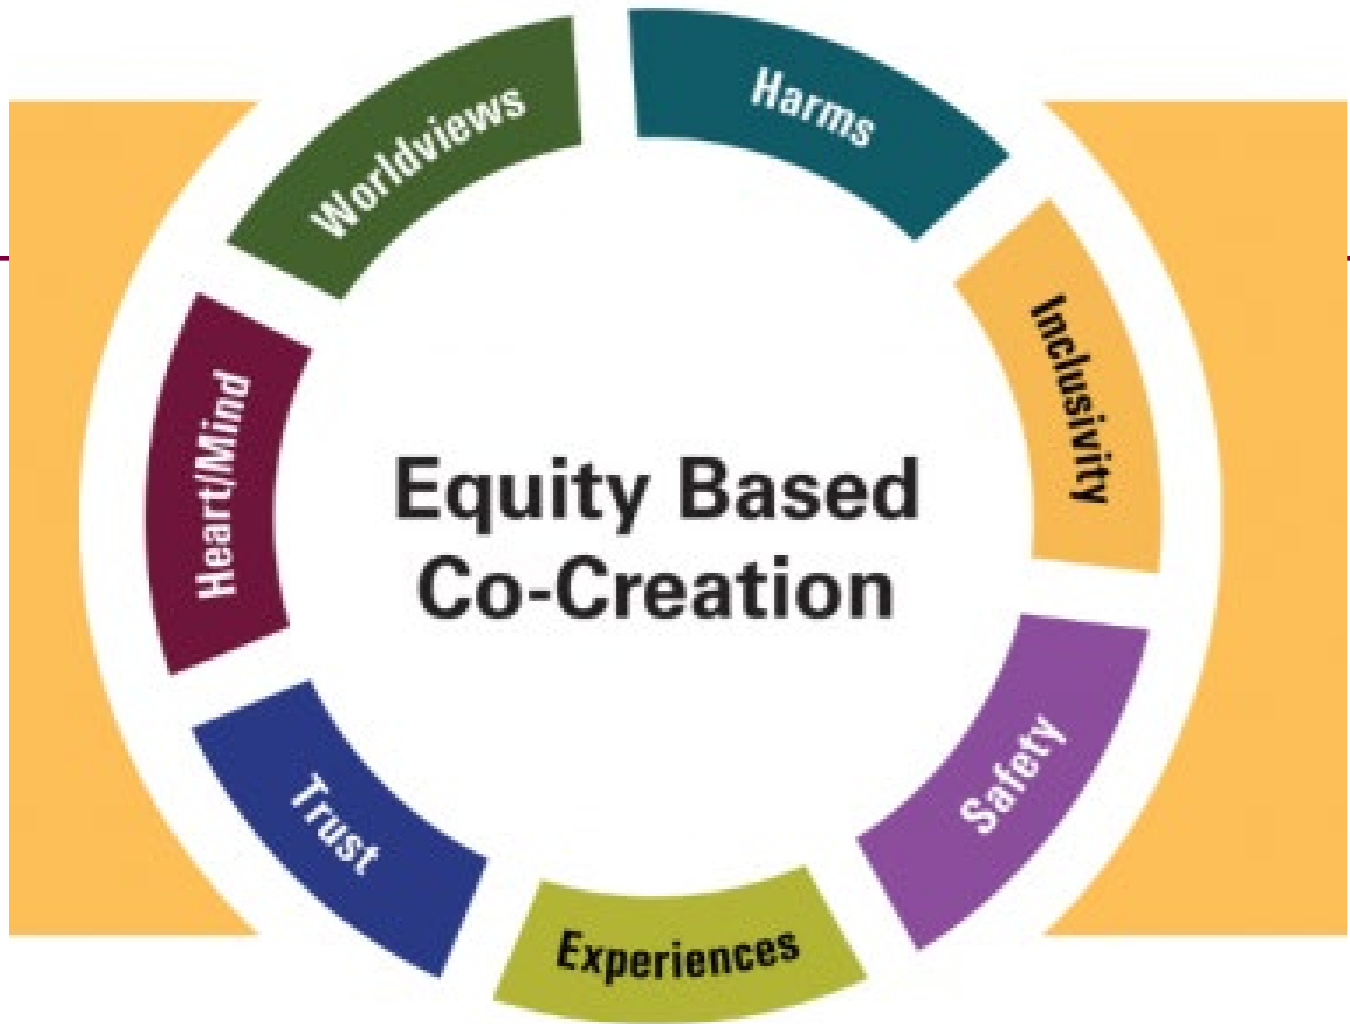 Harms
Inclusivity
Safety
Experiences
Trust
Heart/Mind
Worldviews
Equity Based
Co-Creation